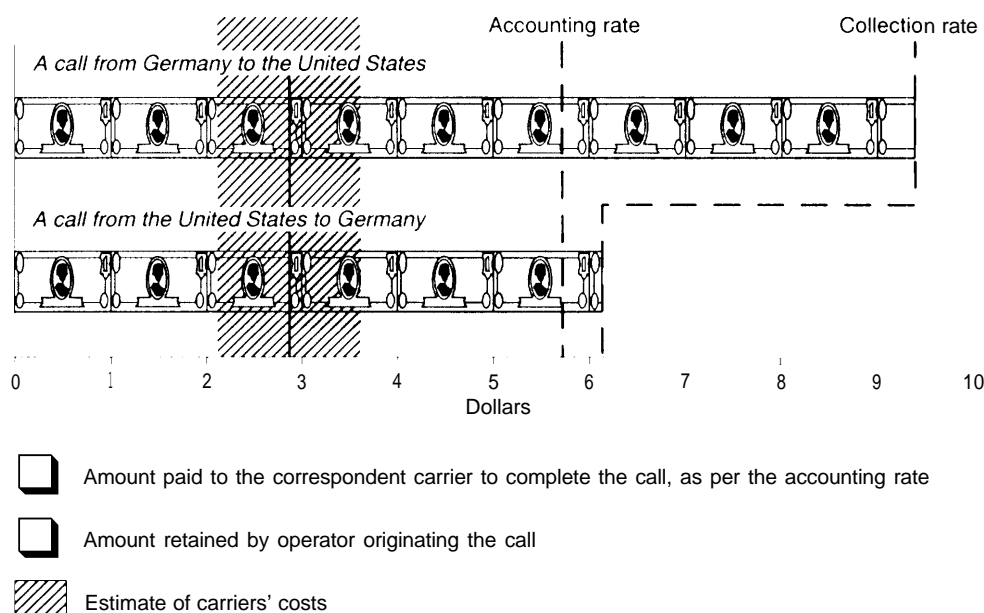 Accounting rate Collection rate
A call from Germany to the United States
A call from the United States to Germany
0 1 2 3 4 5 6 7 8 9 10
Dollars
Amount paid to the correspondent carrier to complete the call, as per the accounting rate
Amount retained by operator originating the call
Estimate of carriers' costs